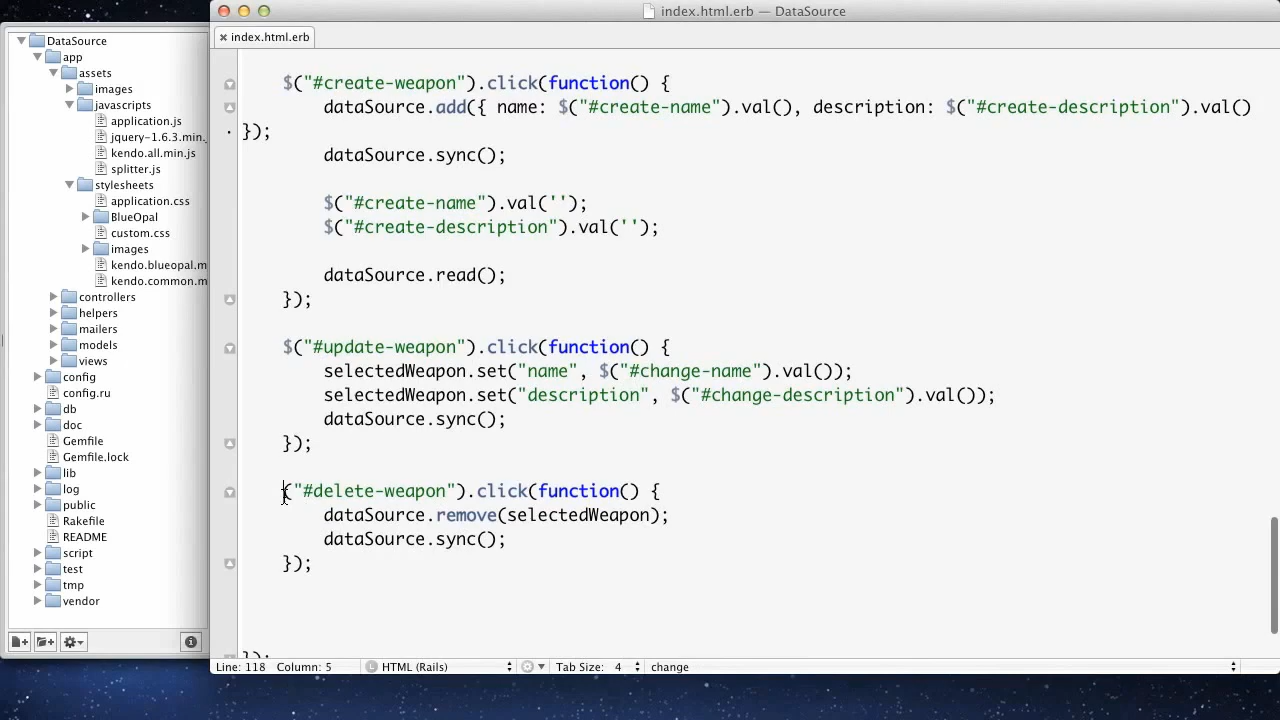 index.html.erb — DataSource
index.html.erb
DataSource
app
assets
images
javascripts
application.js
jquery-1.6.3.min.
kendo.all.min.js
splitter.js
stylesheets
application.css
BlueOpal
custom.css
images
kendo.blueopal.m
kendo.common.m
controllers
helpers
mailers
models
views
config
config.ru
db
doc
Gemfile
Gemfile.lock
lib
log
public
Rakefile
README
script
test
tmp
vendor
$("#create-weapon").click(function() {
dataSource.add({ name: $("#create-name").val(), description: $("#create-description").val()
});
dataSource.sync();
$("#create-name").val('');
$("#create-description").val('');
dataSource.read();
});
$("#update-weapon").click(function() {
selectedWeapon.set("name", $("#change-name").val());
selectedWeapon.set("description", $("#change-description").val());
dataSource.sync();
});
("#delete-weapon").click(function() {
dataSource.remove(selectedWeapon);
dataSource.sync();
});
});
Line: 118 Column: 5 HTML (Rails) Tab Size: 4 change